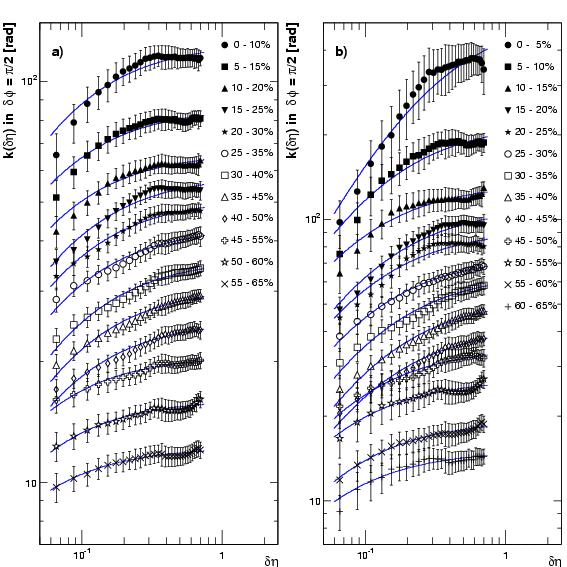 k(δη) in δ ϕ = π/2 [rad]
a)
0 - 10%
5 - 15%
10 - 20%
15 - 25%
20 - 30%
25 - 35%
30 - 40%
35 - 45%
40 - 50%
45 - 55%
50 - 60%
55 - 65%
10²
10
10⁻¹
1
δη
k(δη) in δ ϕ = π/2 [rad]
b)
0 - 5%
5 - 10%
10 - 15%
15 - 20%
20 - 25%
25 - 30%
30 - 35%
35 - 40%
40 - 45%
45 - 50%
50 - 55%
55 - 60%
60 - 65%
10²
10
10⁻¹
1
δη